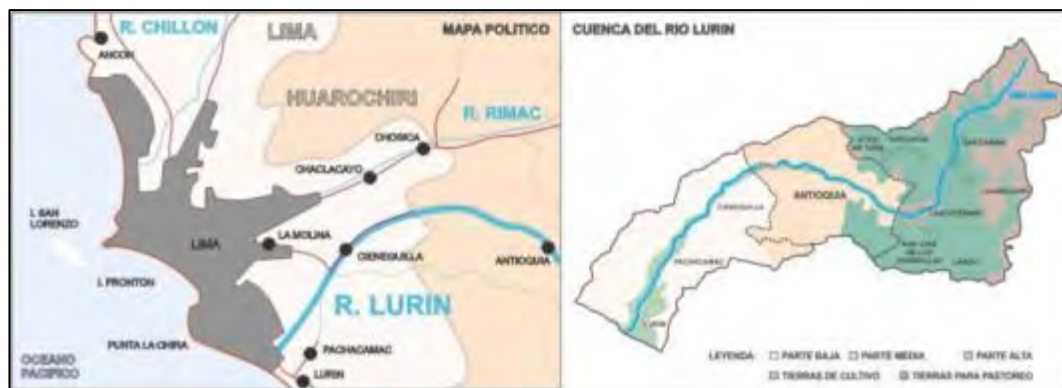 R. CHILLON
LIMA
MAPA POLITICO
ANCON
HUAROCHIRI
R. RIMAC
CHOSICA
CHACLACAYO
I. SAN
LORENZO
LIMA
LA MOLINA
CIENEGUILLA
ANTIOQUIA
I. FRONTON
R. LURIN
PUNTA LA CHIRA
PACHACAMAC
OCEANO
PACIFICO
LURIN
CUENCA DEL RIO LURIN
ANTIOQUIA
CIENEGUILLA
PACHACAMAC
LURIN
LEYENDA:
PARTE BAJA
PARTE MEDIA
PARTE ALTA
TIERRAS DE CULTIVO
TIERRAS PARA PASTOREO